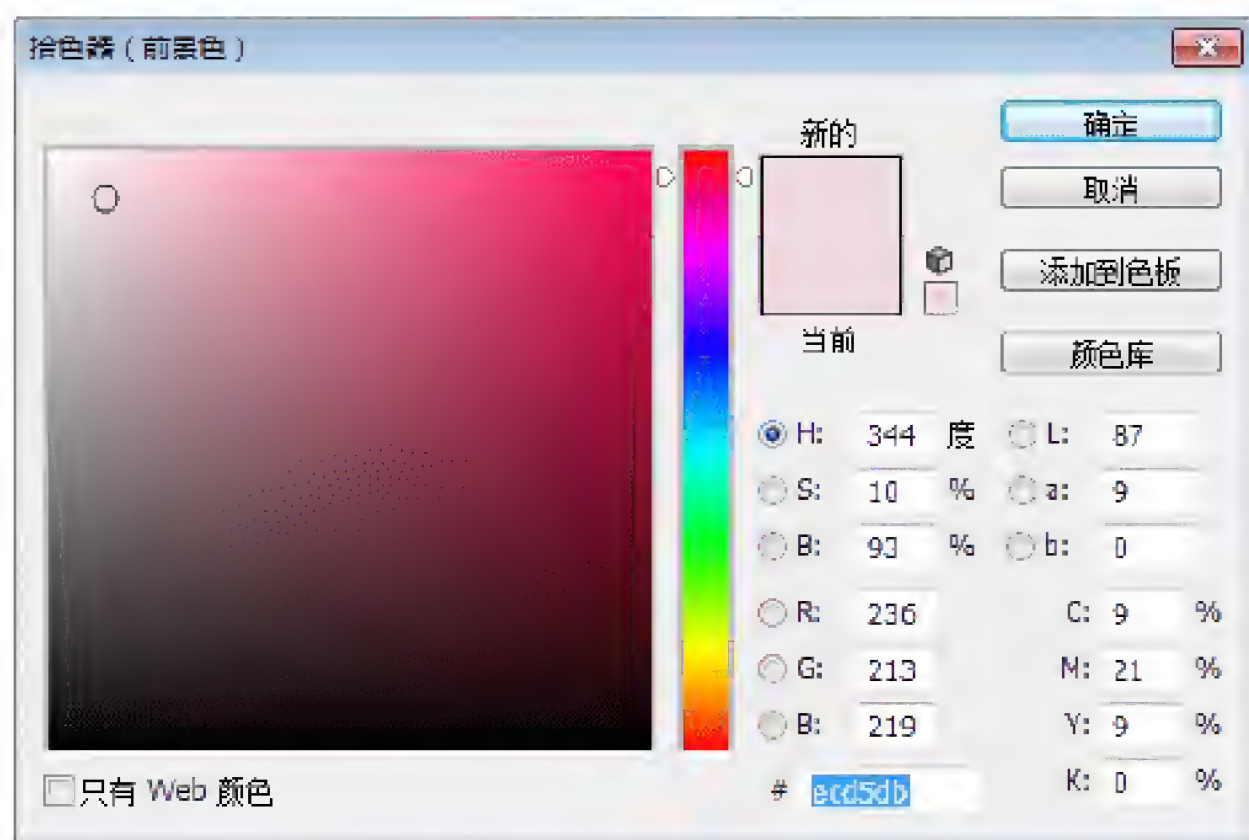 拾色器（前景色）
新的
当前
确定
取消
添加到色板
颜色库
H: 344 度
S: 10 %
B: 93 %
R: 236
G: 213
B: 219
# ecd5db
L: 87
a: 9
b: 0
C: 9 %
M: 21 %
Y: 9 %
K: 0 %
只有 Web 颜色